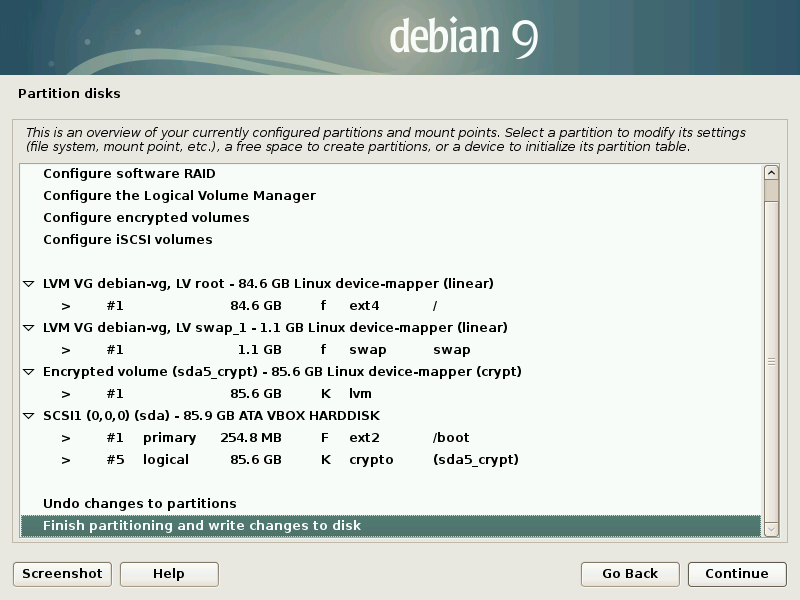 debian 9
Partition disks
This is an overview of your currently configured partitions and mount points. Select a partition to modify its settings
(file system, mount point, etc.), a free space to create partitions, or a device to initialize its partition table.
Configure software RAID
Configure the Logical Volume Manager
Configure encrypted volumes
Configure iSCSI volumes
LVM VG debian-vg, LV root - 84.6 GB Linux device-mapper (linear)
> #1 84.6 GB f ext4 /
LVM VG debian-vg, LV swap_1 - 1.1 GB Linux device-mapper (linear)
> #1 1.1 GB f swap swap
Encrypted volume (sda5_crypt) - 85.6 GB Linux device-mapper (crypt)
> #1 85.6 GB K lvm
SCSI1 (0,0,0) (sda) - 85.9 GB ATA VBOX HARDDISK
> #1 primary 254.8 MB F ext2 /boot
> #5 logical 85.6 GB K crypto (sda5_crypt)
Undo changes to partitions
Finish partitioning and write changes to disk
Screenshot Help Go Back Continue